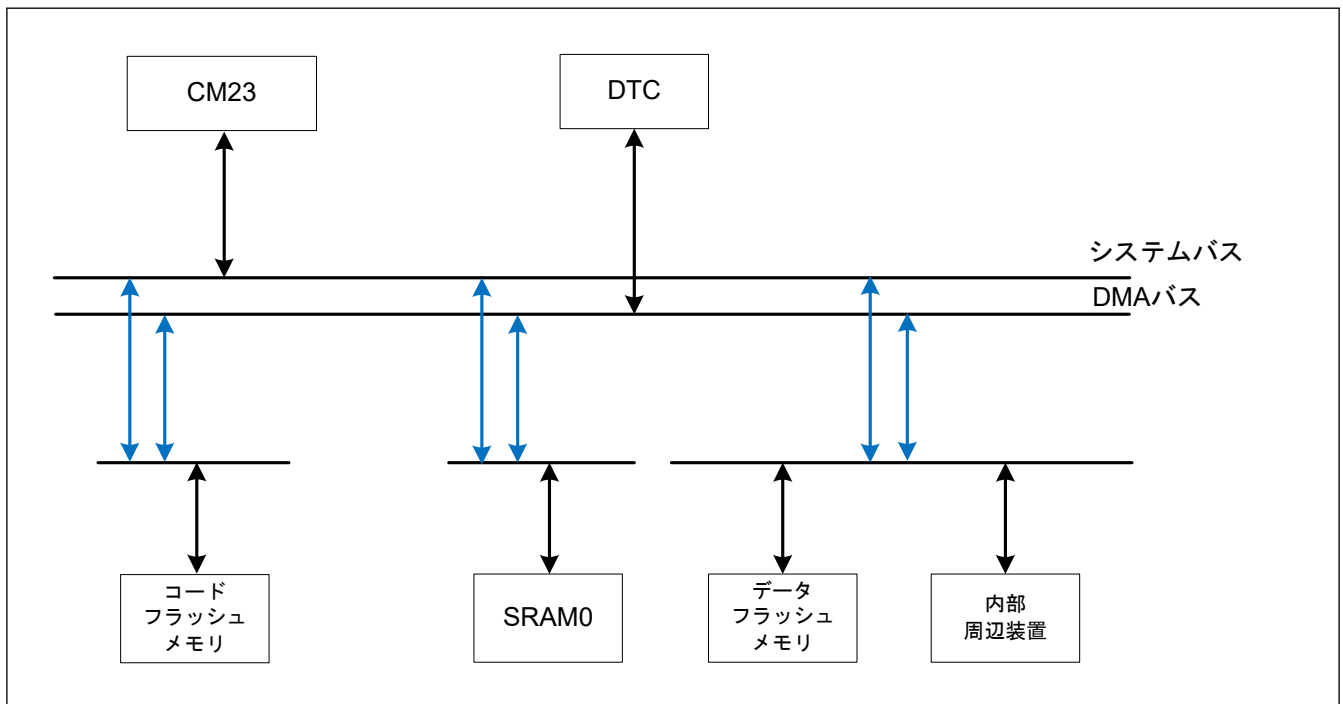 CM23
DTC
システムバス
DMAバス
コード
フラッシュ
メモリ
SRAM0
データ
フラッシュ
メモリ
内部
周辺装置